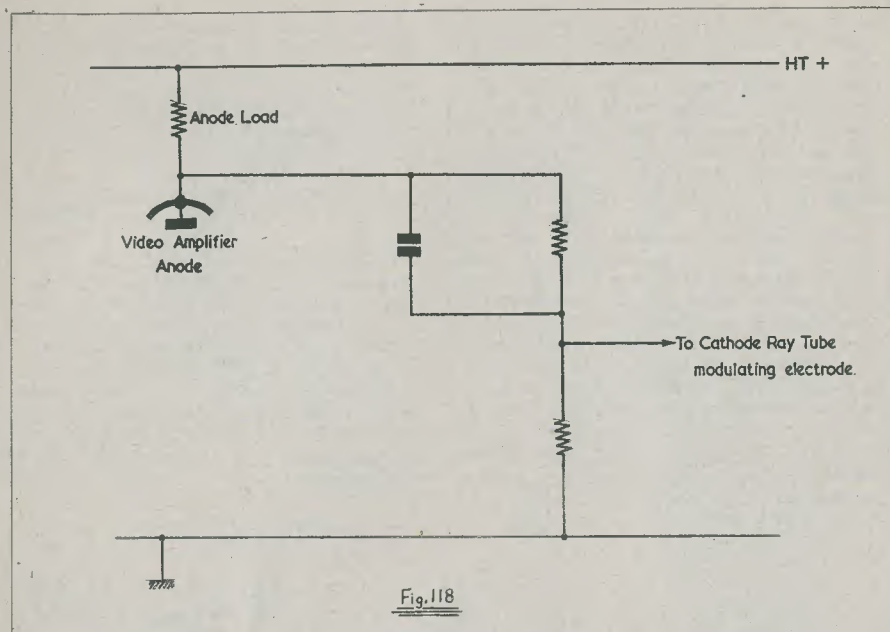 HT +
Anode Load
Video Amplifier
Anode
To Cathode Ray Tube
modulating electrode.
Fig. 118